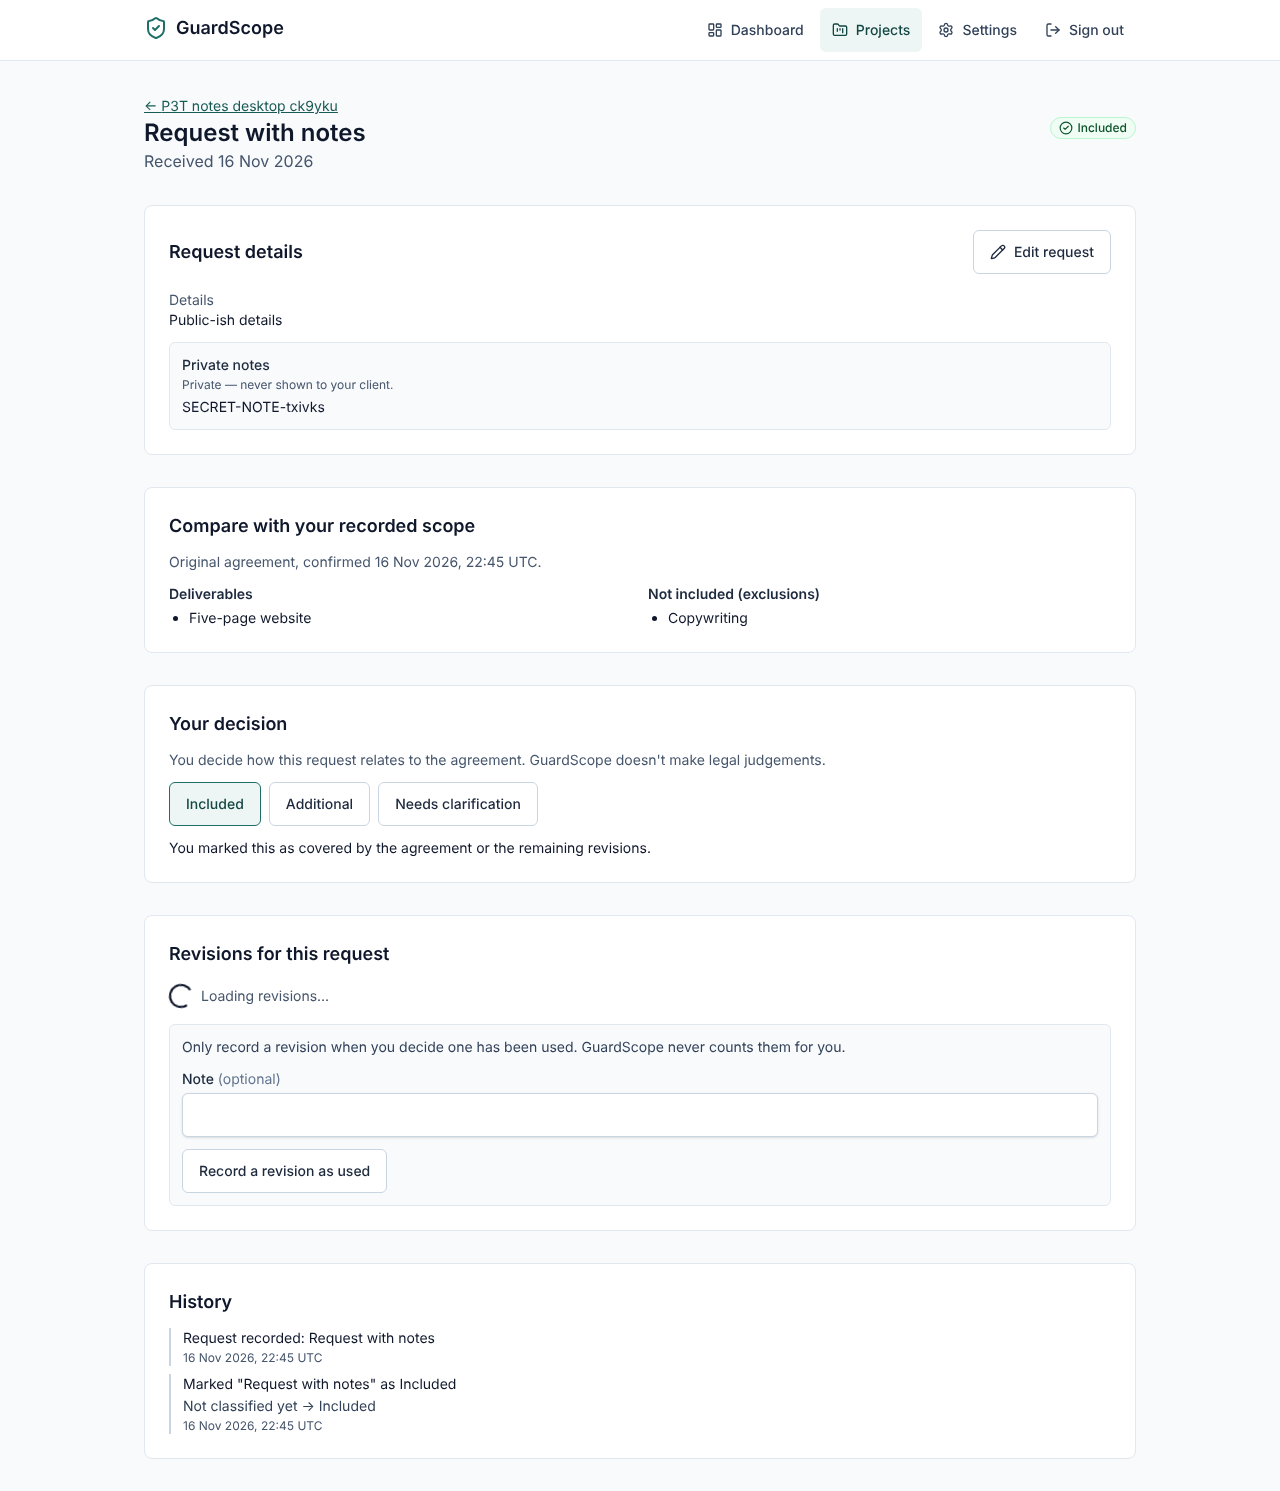 GuardScope
Dashboard
Projects
Settings
Sign out
← P3T notes desktop ck9yku
Request with notes
Included
Received 16 Nov 2026
Request details
Edit request
Details
Public-ish details
Private notes
Private — never shown to your client.
SECRET-NOTE-txivks
Compare with your recorded scope
Original agreement, confirmed 16 Nov 2026, 22:45 UTC.
Deliverables
• Five-page website
Not included (exclusions)
• Copywriting
Your decision
You decide how this request relates to the agreement. GuardScope doesn't make legal judgements.
Included
Additional
Needs clarification
You marked this as covered by the agreement or the remaining revisions.
Revisions for this request
Loading revisions...
Only record a revision when you decide one has been used. GuardScope never counts them for you.
Note (optional)
Record a revision as used
History
Request recorded: Request with notes
16 Nov 2026, 22:45 UTC
Marked "Request with notes" as Included
Not classified yet → Included
16 Nov 2026, 22:45 UTC